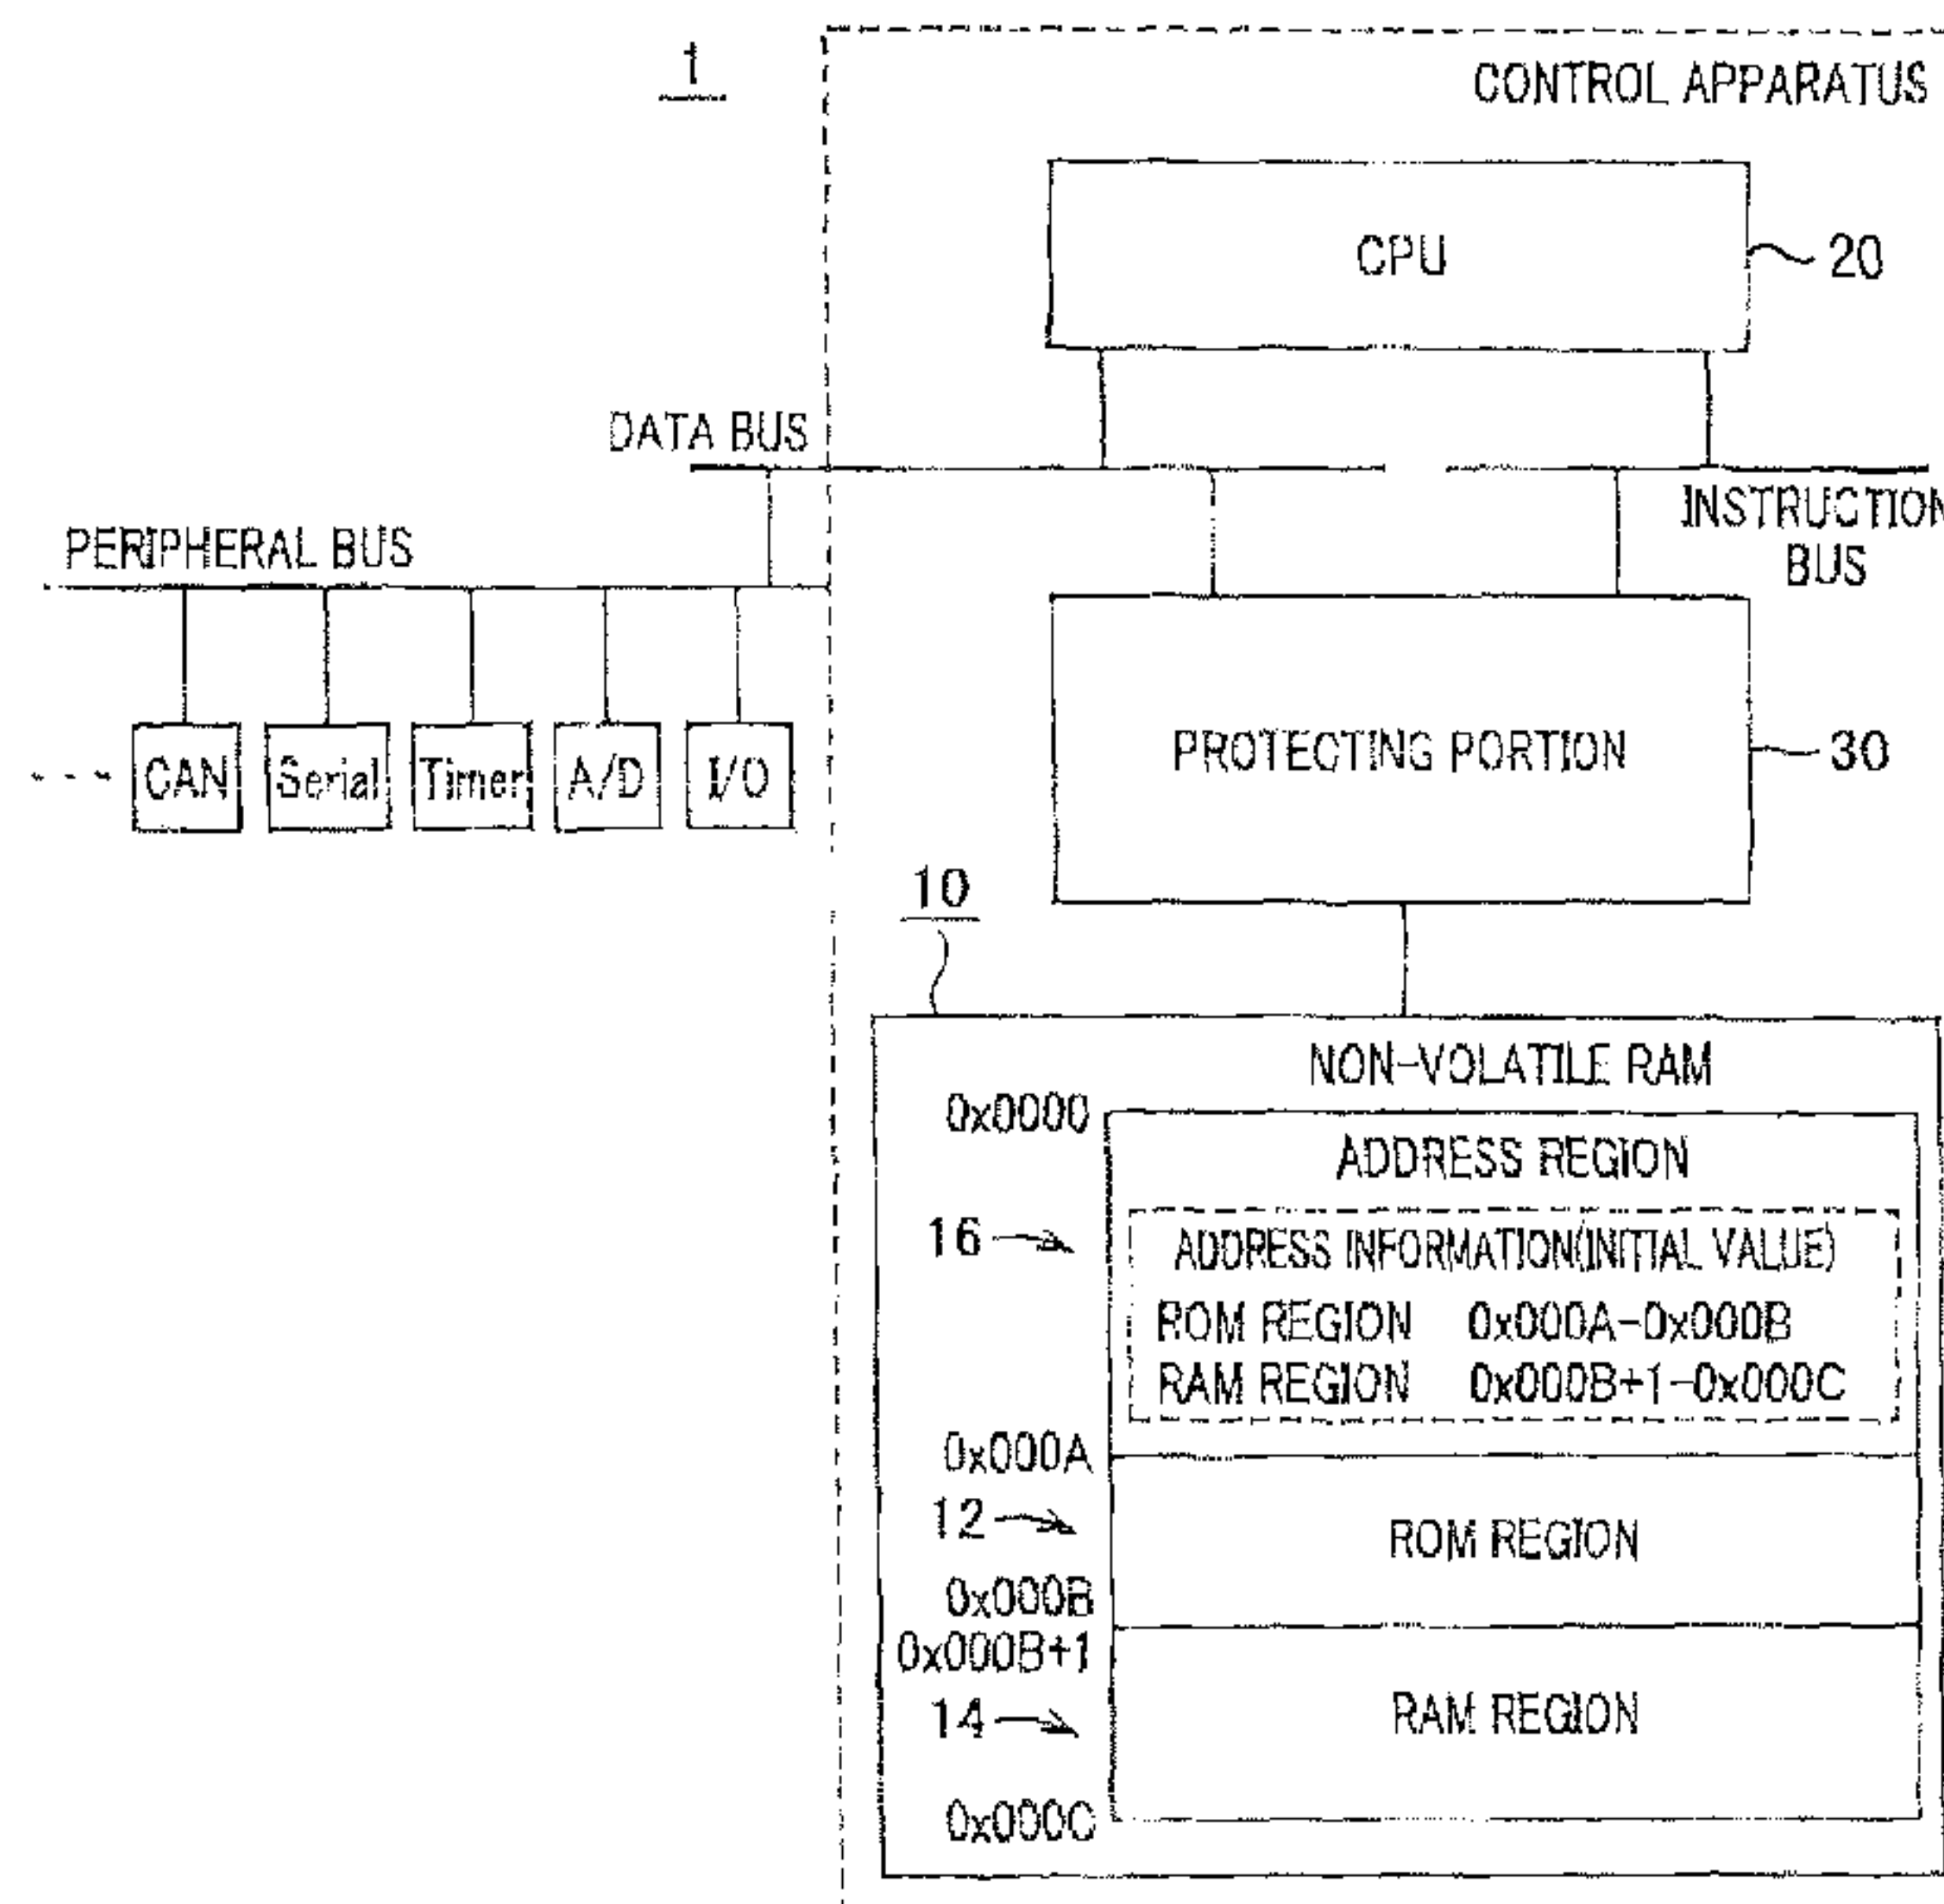 1
CONTROL APPARATUS
CPU
20
DATA BUS
INSTRUCTION
BUS
PERIPHERAL BUS
CAN
Serial
Timer
A/D
I/O
PROTECTING PORTION
30
10
NON-VOLATILE RAM
0x0000
ADDRESS REGION
16
ADDRESS INFORMATION(INITIAL VALUE)
ROM REGION 0x000A-0x000B
RAM REGION 0x000B+1-0x000C
0x000A
12
ROM REGION
0x000B
0x000B+1
14
RAM REGION
0x000C